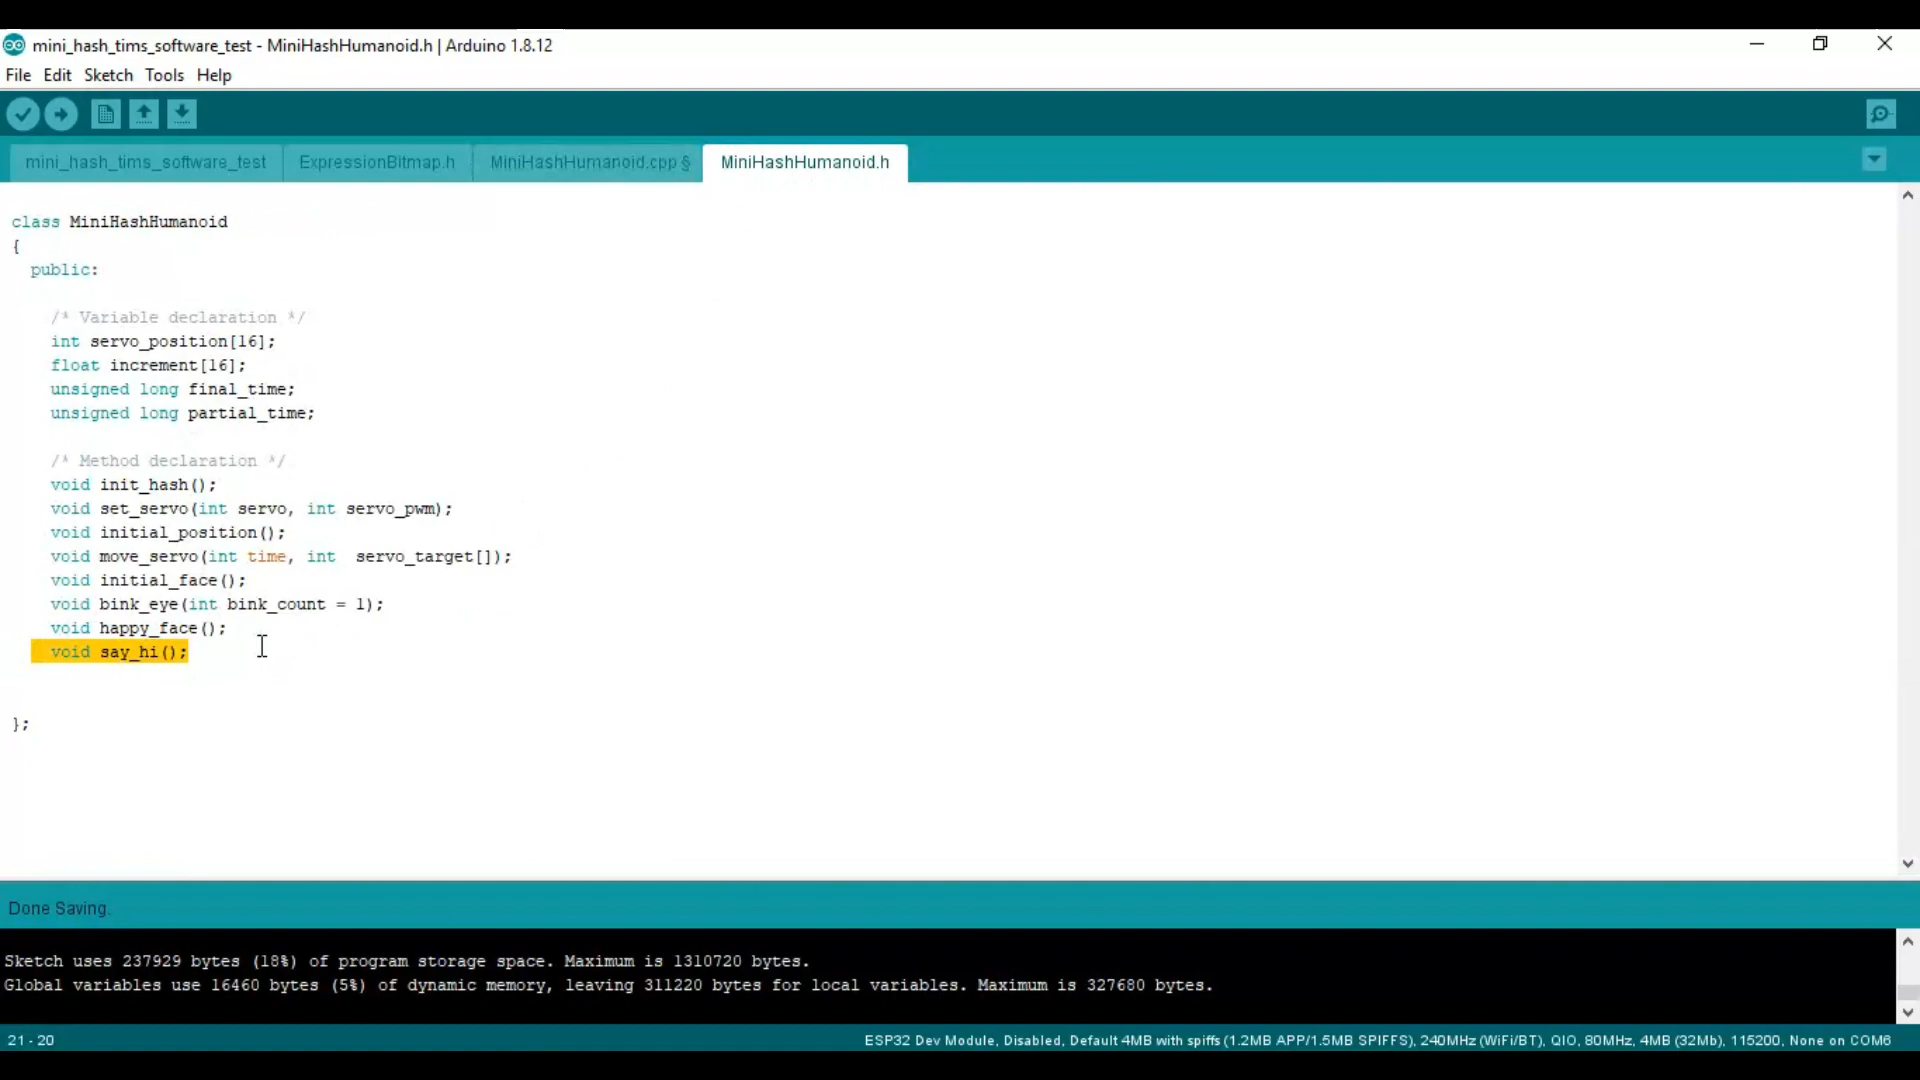 mini_hash_tims_software_test - MiniHashHumanoid.h | Arduino 1.8.12
File Edit Sketch Tools Help
mini_hash_tims_software_test ExpressionBitmap.h MiniHashHumanoid.cpp § MiniHashHumanoid.h
class MiniHashHumanoid
{
public:
/* Variable declaration */
int servo_position[16];
float increment[16];
unsigned long final_time;
unsigned long partial_time;
/* Method declaration */
void init_hash();
void set_servo(int servo, int servo_pwm);
void initial_position();
void move_servo(int time, int  servo_target[]);
void initial_face();
void bink_eye(int bink_count = 1);
void happy_face();
void say_hi();
};
Done Saving.
Sketch uses 237929 bytes (18%) of program storage space. Maximum is 1310720 bytes.
Global variables use 16460 bytes (5%) of dynamic memory, leaving 311220 bytes for local variables. Maximum is 327680 bytes.
21 - 20 ESP32 Dev Module, Disabled, Default 4MB with spiffs (1.2MB APP/1.5MB SPIFFS), 240MHz (WiFi/BT), QIO, 80MHz, 4MB (32Mb), 115200, None on COM6